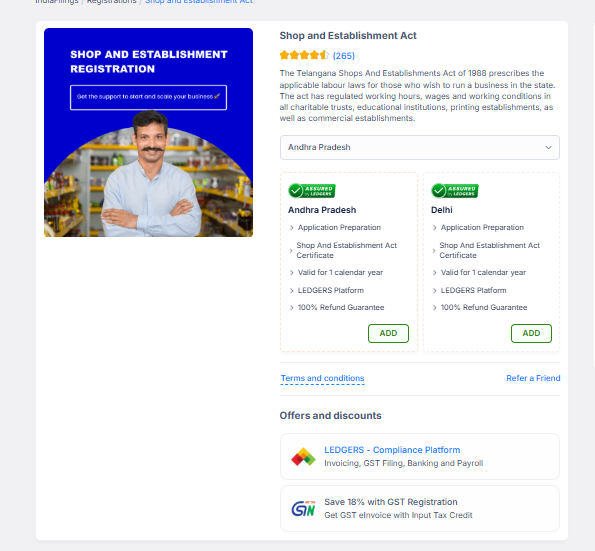 IndiaFilings / Registrations / Shop and Establishment Act
SHOP AND ESTABLISHMENT
REGISTRATION
Get the support to start and scale your business
Shop and Establishment Act
(265)
The Telangana Shops And Establishments Act of 1988 prescribes the
applicable labour laws for those who wish to run a business in the state.
The act has regulated working hours, wages and working conditions in
all charitable trusts, educational institutions, printing establishments, as
well as commercial establishments.
Andhra Pradesh
ASSURED
by LEDGERS
Andhra Pradesh
Application Preparation
Shop And Establishment Act
Certificate
Valid for 1 calendar year
LEDGERS Platform
100% Refund Guarantee
ADD
ASSURED
by LEDGERS
Delhi
Application Preparation
Shop And Establishment Act
Certificate
Valid for 1 calendar year
LEDGERS Platform
100% Refund Guarantee
ADD
Terms and conditions
Refer a Friend
Offers and discounts
LEDGERS - Compliance Platform
Invoicing, GST Filing, Banking and Payroll
Save 18% with GST Registration
Get GST eInvoice with Input Tax Credit